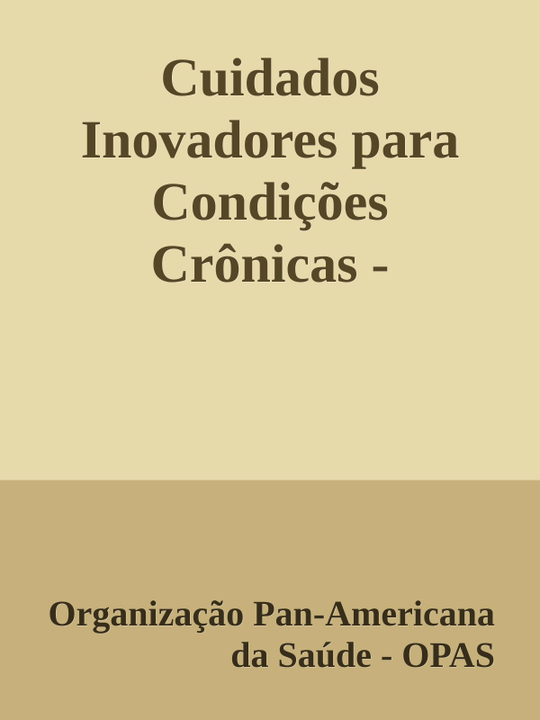 Cuidados
Inovadores para
Condições
Crônicas -
Organização Pan-Americana
da Saúde - OPAS